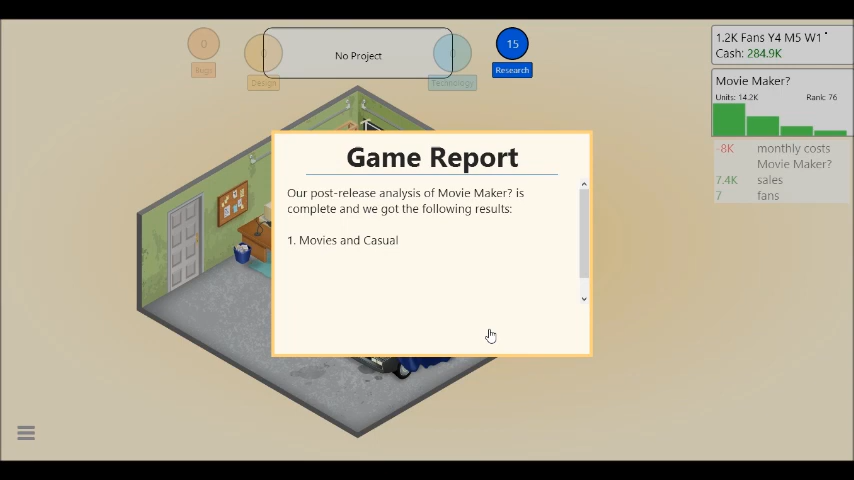 0
Bugs
Design
No Project
Technology
15
Research
1.2K Fans Y4 M5 W1
Cash: 284.9K
Movie Maker?
Units: 14.2K Rank: 76
-8K monthly costs
Movie Maker?
7.4K sales
7 fans
Game Report
Our post-release analysis of Movie Maker? is
complete and we got the following results:
1. Movies and Casual